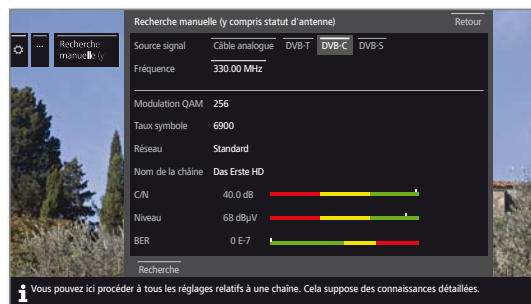 Recherche manuelle (y compris statut d'antenne) Retour
...
Recherche
manuelle (y
Source signal Câble analogue DVB-T DVB-C DVB-S
Fréquence 330.00 MHz
Modulation QAM 256
Taux symbole 6900
Réseau Standard
Nom de la chaîne Das Erste HD
C/N 40.0 dB
Niveau 68 dBµV
BER 0 E-7
Recherche
i Vous pouvez ici procéder à tous les réglages relatifs à une chaîne. Cela suppose des connaissances détaillées.